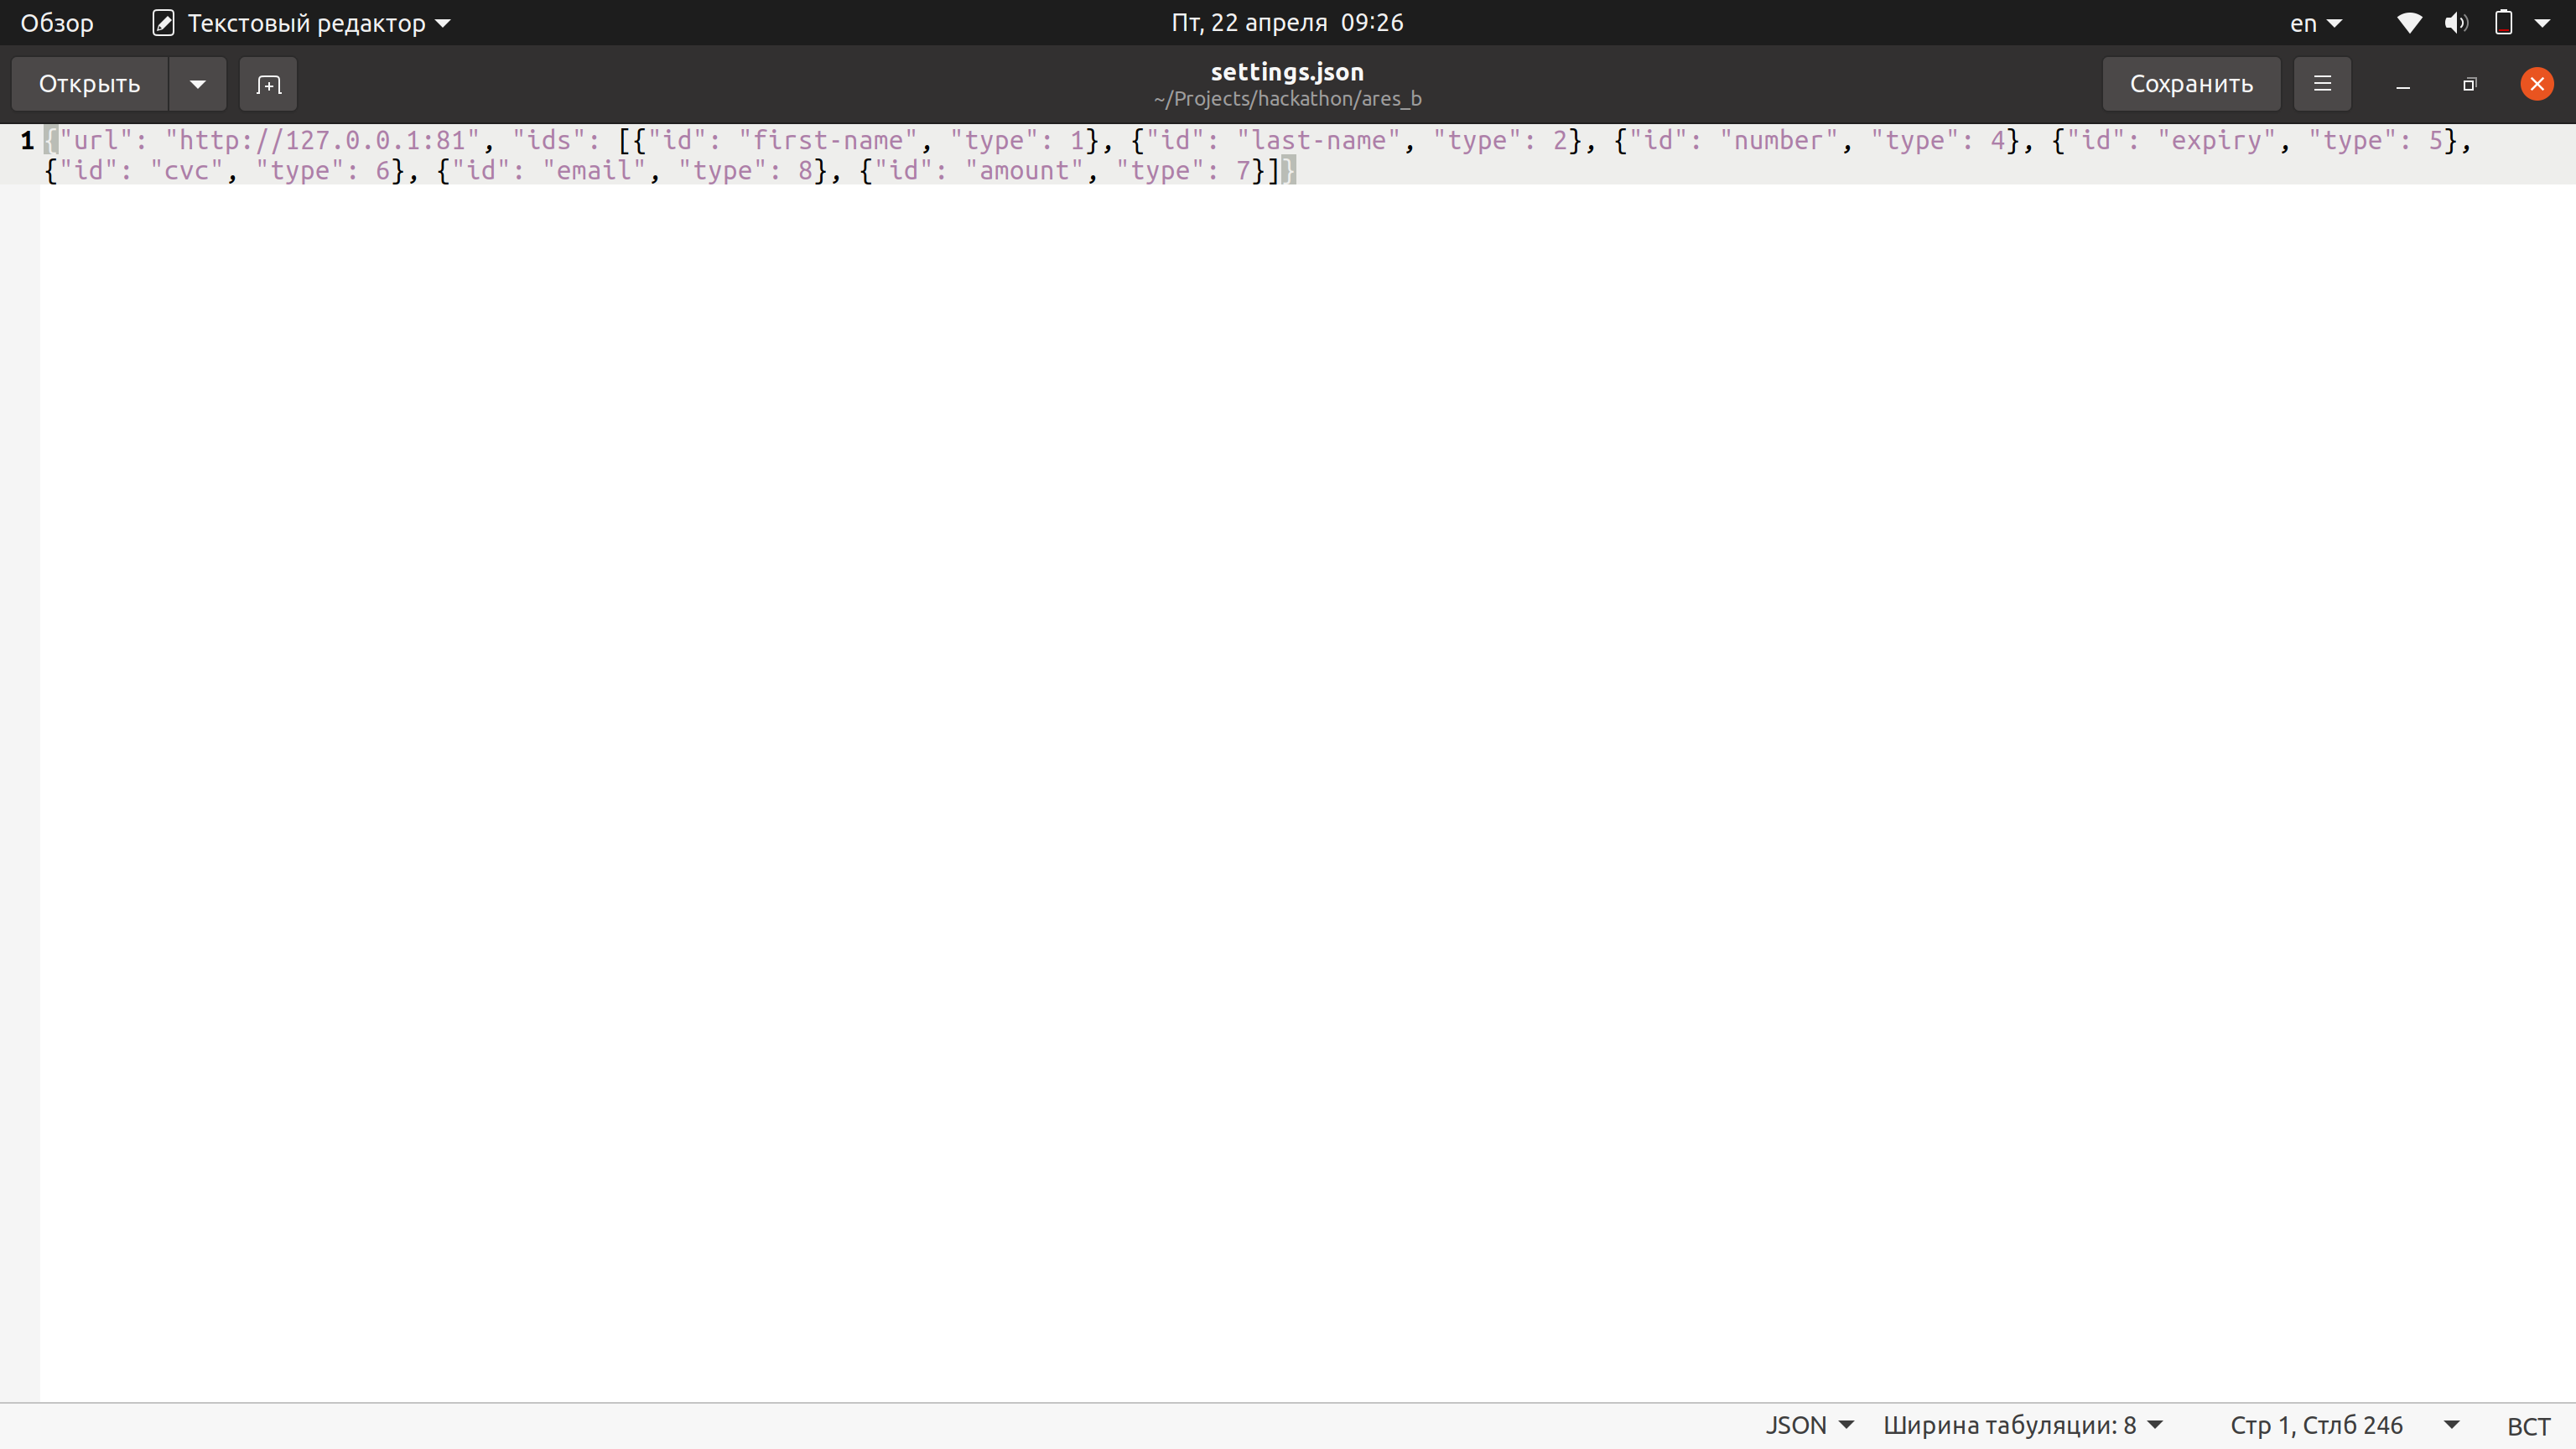 Обзор Текстовый редактор Пт, 22 апреля 09:26 en
Открыть settings.json Сохранить
~/Projects/hackathon/ares_b
1 {"url": "http://127.0.0.1:81", "ids": [{"id": "first-name", "type": 1}, {"id": "last-name", "type": 2}, {"id": "number", "type": 4}, {"id": "expiry", "type": 5},
{"id": "cvc", "type": 6}, {"id": "email", "type": 8}, {"id": "amount", "type": 7}]}
JSON Ширина табуляции: 8 Стр 1, Стлб 246 ВСТ